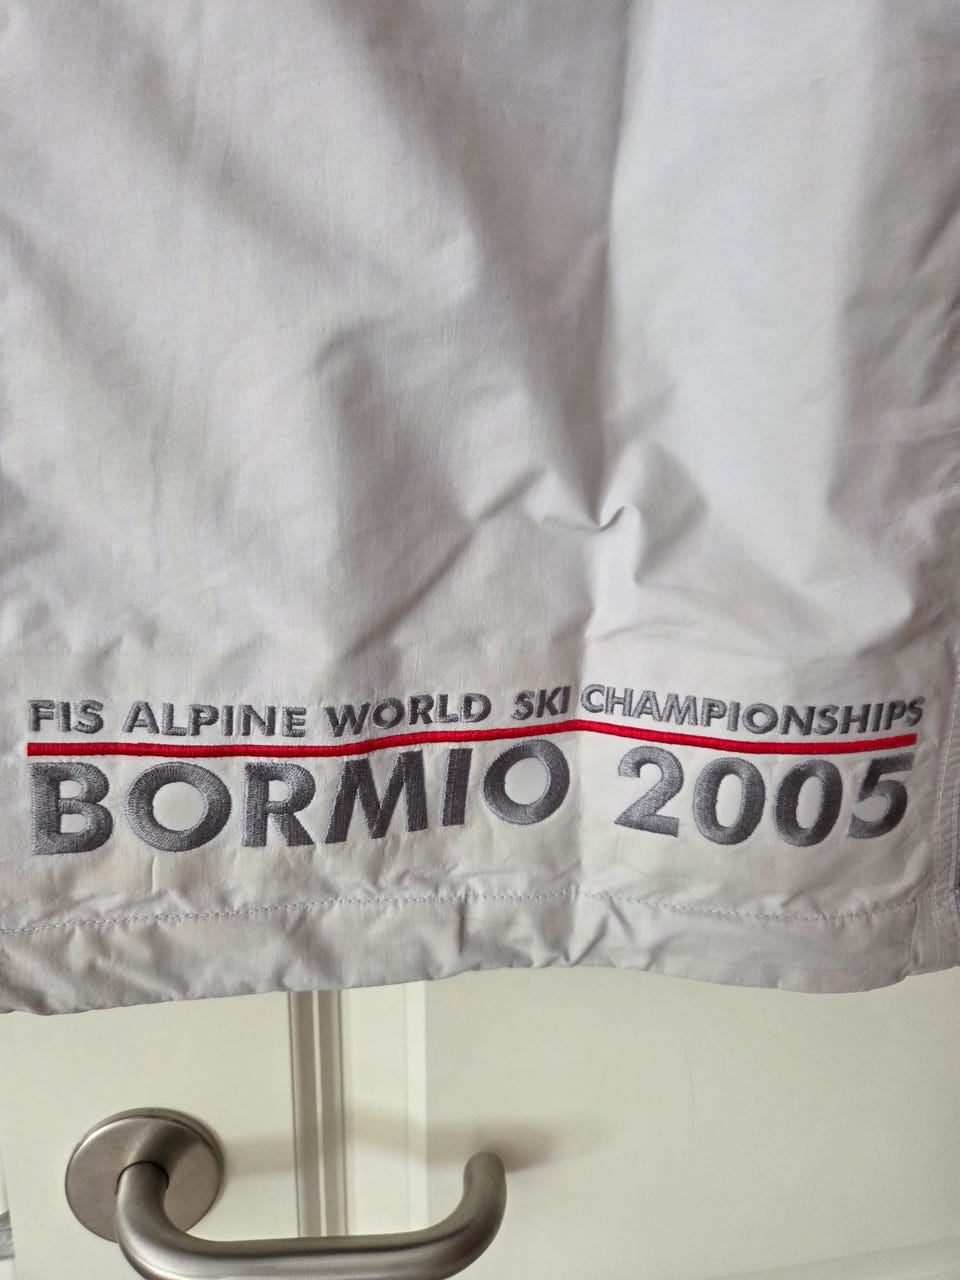 FIS ALPINE WORLD SKI CHAMPIONSHIPS
BORMIO 2005